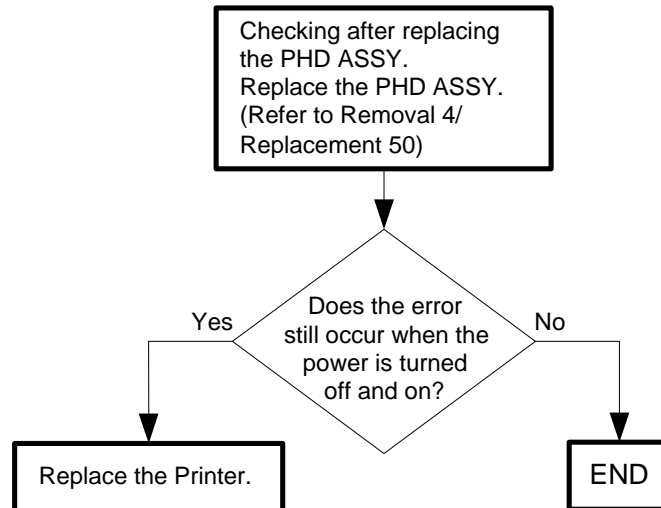 Checking after replacing
the PHD ASSY.
Replace the PHD ASSY.
(Refer to Removal 4/
Replacement 50)
Does the error
still occur when the
power is turned
off and on?
Yes
No
Replace the Printer.
END